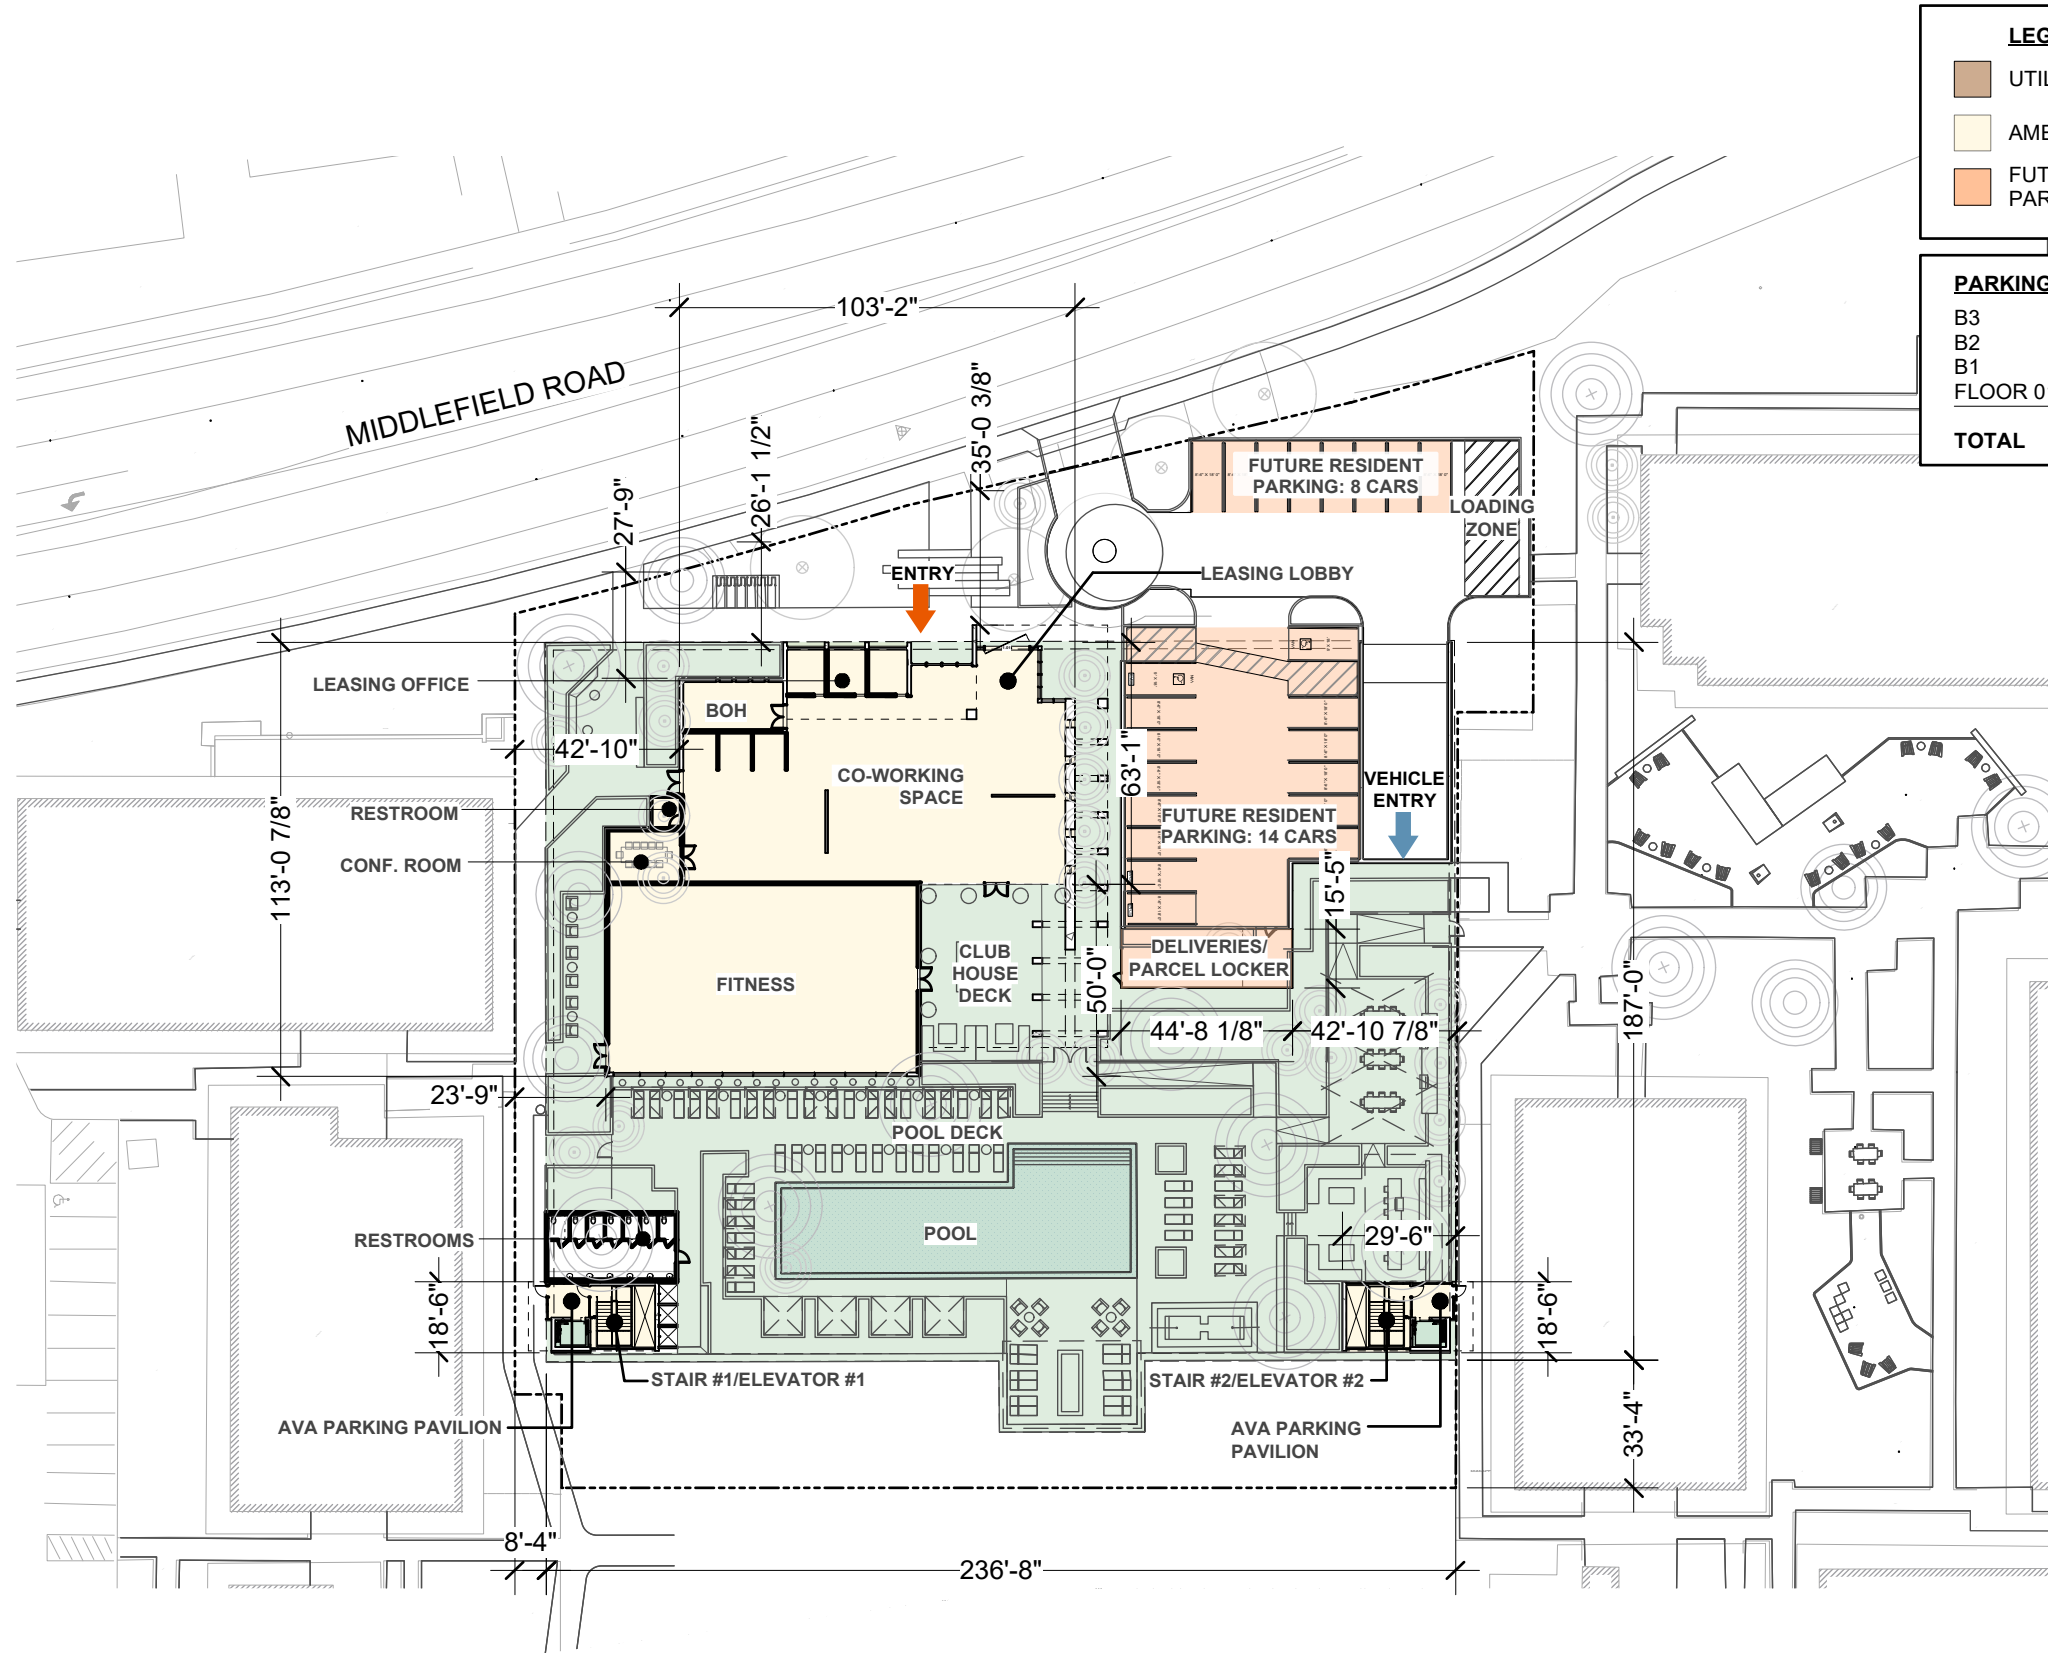 LEG
UTIL
AME
FUT
PAR
PARKING
B3
B2
B1
FLOOR 0
TOTAL
103'-2"
MIDDLEFIELD ROAD
35'-0 3/8"
26'-1 1/2"
27'-9"
FUTURE RESIDENT
PARKING: 8 CARS
LOADING
ZONE
ENTRY
LEASING LOBBY
LEASING OFFICE
BOH
42'-10"
CO-WORKING
SPACE
63'-1"
VEHICLE
ENTRY
RESTROOM
FUTURE RESIDENT
PARKING: 14 CARS
CONF. ROOM
113'-0 7/8"
15'-5"
FITNESS
CLUB
HOUSE
DECK
DELIVERIES/
PARCEL LOCKER
50'-0"
187'-0"
44'-8 1/8"
42'-10 7/8"
23'-9"
POOL DECK
POOL
RESTROOMS
29'-6"
18'-6"
18'-6"
STAIR #1/ELEVATOR #1
STAIR #2/ELEVATOR #2
AVA PARKING PAVILION
AVA PARKING
PAVILION
33'-4"
8'-4"
236'-8"